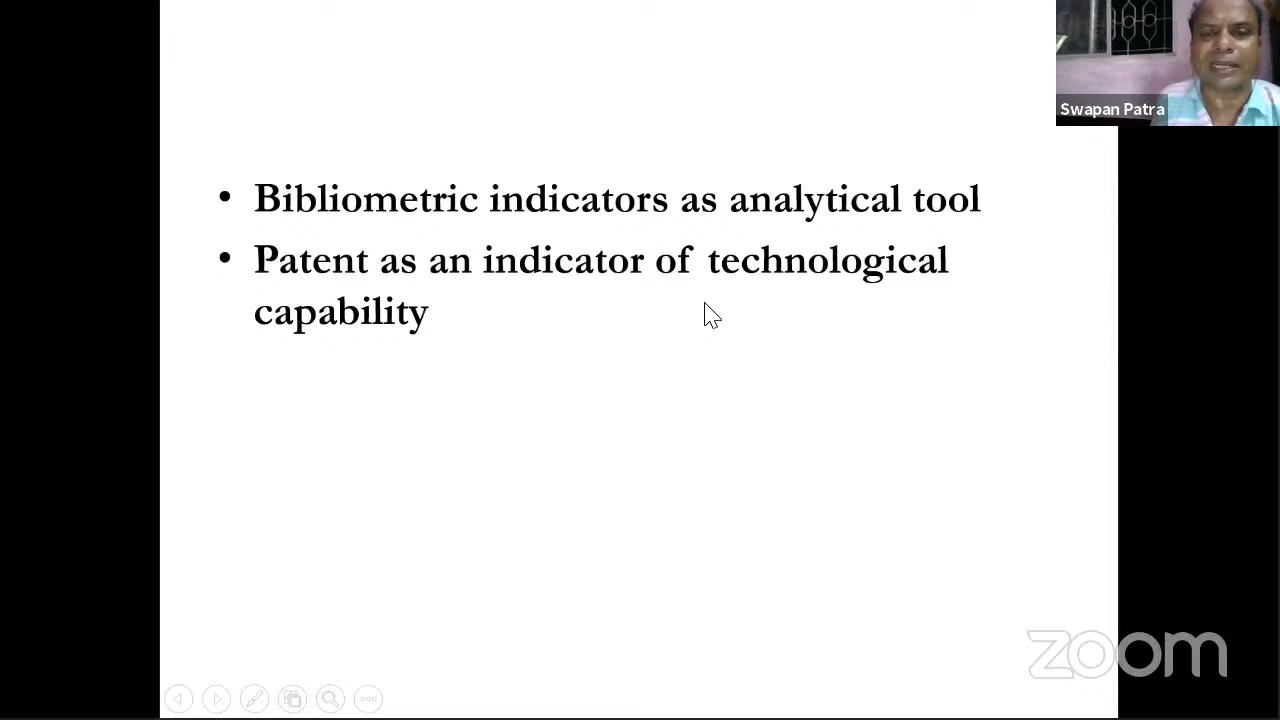 Swapan Patra
• Bibliometric indicators as analytical tool
• Patent as an indicator of technological
capability
zoom